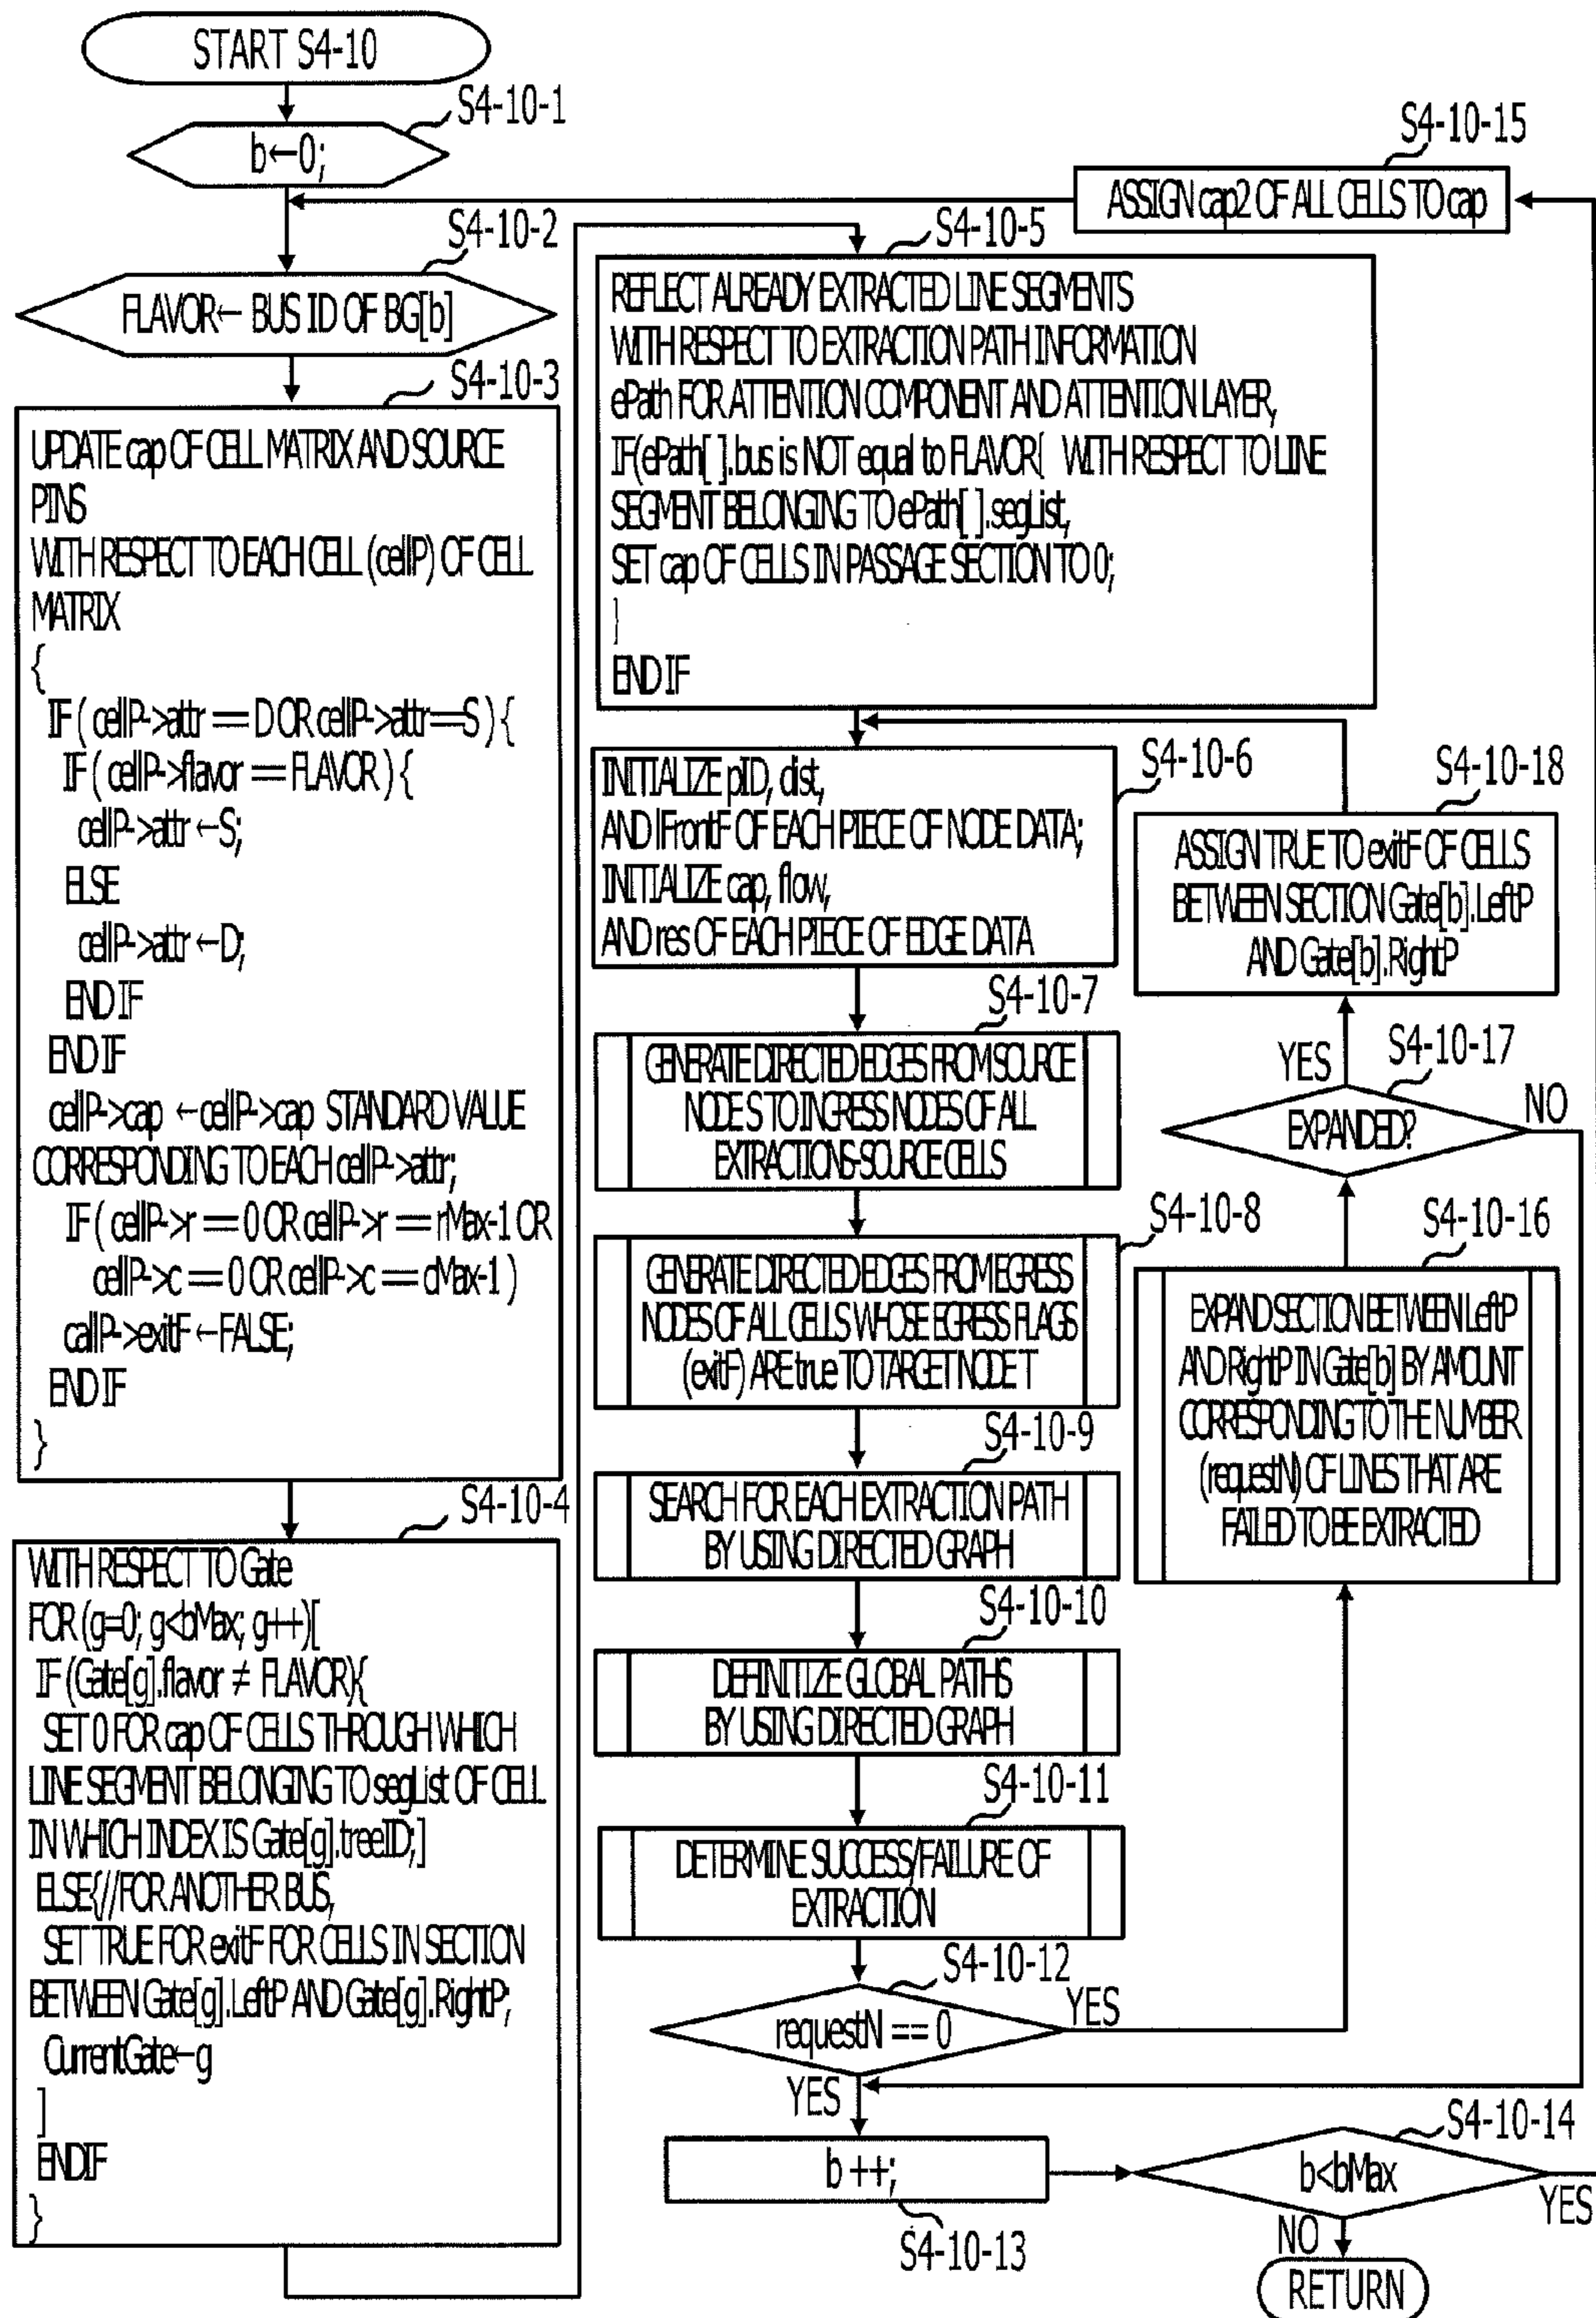 START S4-10
S4-10-1
b←0;
S4-10-2
FLAVOR← BUS ID OF BG[b]
S4-10-3
UPDATE cap OF CELL MATRIX AND SOURCE
PINS
WITH RESPECT TO EACH CELL (cellP) OF CELL
MATRIX
{
IF ( cellP->attr == D OR cellP->attr==S ) {
IF ( cellP->flavor == FLAVOR ) {
cellP->attr ←S;
ELSE
cellP->attr ←D;
END IF
END IF
cellP->cap ←cellP->cap STANDARD VALUE
CORRESPONDING TO EACH cellP->attr;
IF ( cellP->r == 0 OR cellP->r == rMax-1 OR
cellP->c == 0 OR cellP->c == cMax-1 )
callP->exitF ←FALSE;
END IF
}
S4-10-4
WITH RESPECT TO Gate
FOR (g=0; g<bMax; g++)[
IF (Gate[g].flavor ≠ FLAVOR){
SET 0 FOR cap OF CELLS THROUGH WHICH
LINE SEGMENT BELONGING TO segList OF CELL
IN WHICH INDEX IS Gate[g].treeID;]
ELSE{//FOR ANOTHER BUS,
SET TRUE FOR exitF FOR CELLS IN SECTION
BETWEEN Gate[g].LeftP AND Gate[g].RightP;
CurrentGate←g
]
ENDIF
}
S4-10-5
REFLECT ALREADY EXTRACTED LINE SEGMENTS
WITH RESPECT TO EXTRACTION PATH INFORMATION
ePath FOR ATTENTION COMPONENT AND ATTENTION LAYER,
IF(ePath[ ].bus is NOT equal to FLAVOR{ WITH RESPECT TO LINE
SEGMENT BELONGING TO ePath[ ].segList,
SET cap OF CELLS IN PASSAGE SECTION TO 0;
}
END IF
S4-10-6
INITIALIZE pID, dist,
AND lFrontF OF EACH PIECE OF NODE DATA;
INITIALIZE cap, flow,
AND res OF EACH PIECE OF EDGE DATA
S4-10-7
GENERATE DIRECTED EDGES FROM SOURCE
NODE S TO INGRESS NODES OF ALL
EXTRACTIONS-SOURCE CELLS
S4-10-8
GENERATE DIRECTED EDGES FROM EGRESS
NODES OF ALL CELLS WHOSE EGRESS FLAGS
(exitF) ARE true TO TARGET NODE T
S4-10-9
SEARCH FOR EACH EXTRACTION PATH
BY USING DIRECTED GRAPH
S4-10-10
DEFINITIZE GLOBAL PATHS
BY USING DIRECTED GRAPH
S4-10-11
DETERMINE SUCCESS/FAILURE OF
EXTRACTION
S4-10-12
requestN == 0
YES
YES
b ++;
S4-10-13
S4-10-14
b<bMax
YES
NO
RETURN
S4-10-15
ASSIGN cap2 OF ALL CELLS TO cap
S4-10-16
EXPAND SECTION BETWEEN LeftP
AND RightP IN Gate[b] BY AMOUNT
CORRESPONDING TO THE NUMBER
(requestN) OF LINES THAT ARE
FAILED TO BE EXTRACTED
S4-10-17
EXPANDED?
YES
NO
S4-10-18
ASSIGN TRUE TO exitF OF CELLS
BETWEEN SECTION Gate[b].LeftP
AND Gate[b].RightP